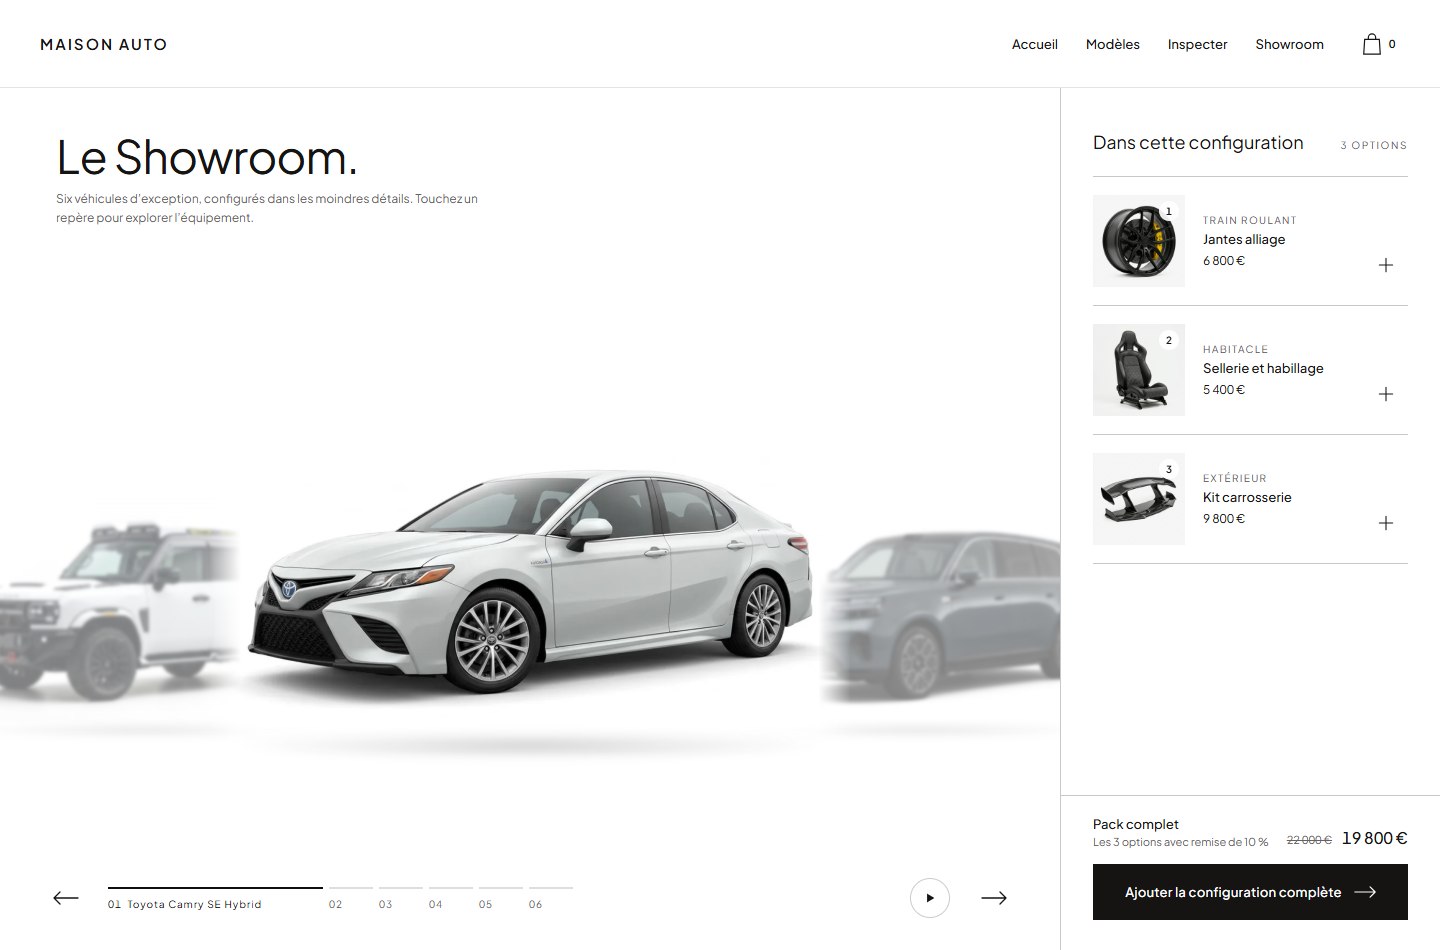 MAISON AUTO
Accueil
Modèles
Inspecter
Showroom
0
Le Showroom.
Six véhicules d'exception, configurés dans les moindres détails. Touchez un
repère pour explorer l'équipement.
01 Toyota Camry SE Hybrid
02
03
04
05
06
Dans cette configuration
3 OPTIONS
1
TRAIN ROULANT
Jantes alliage
6 800 €
2
HABITACLE
Sellerie et habillage
5 400 €
3
EXTÉRIEUR
Kit carrosserie
9 800 €
Pack complet
Les 3 options avec remise de 10 %
22 000 €
19 800 €
Ajouter la configuration complète